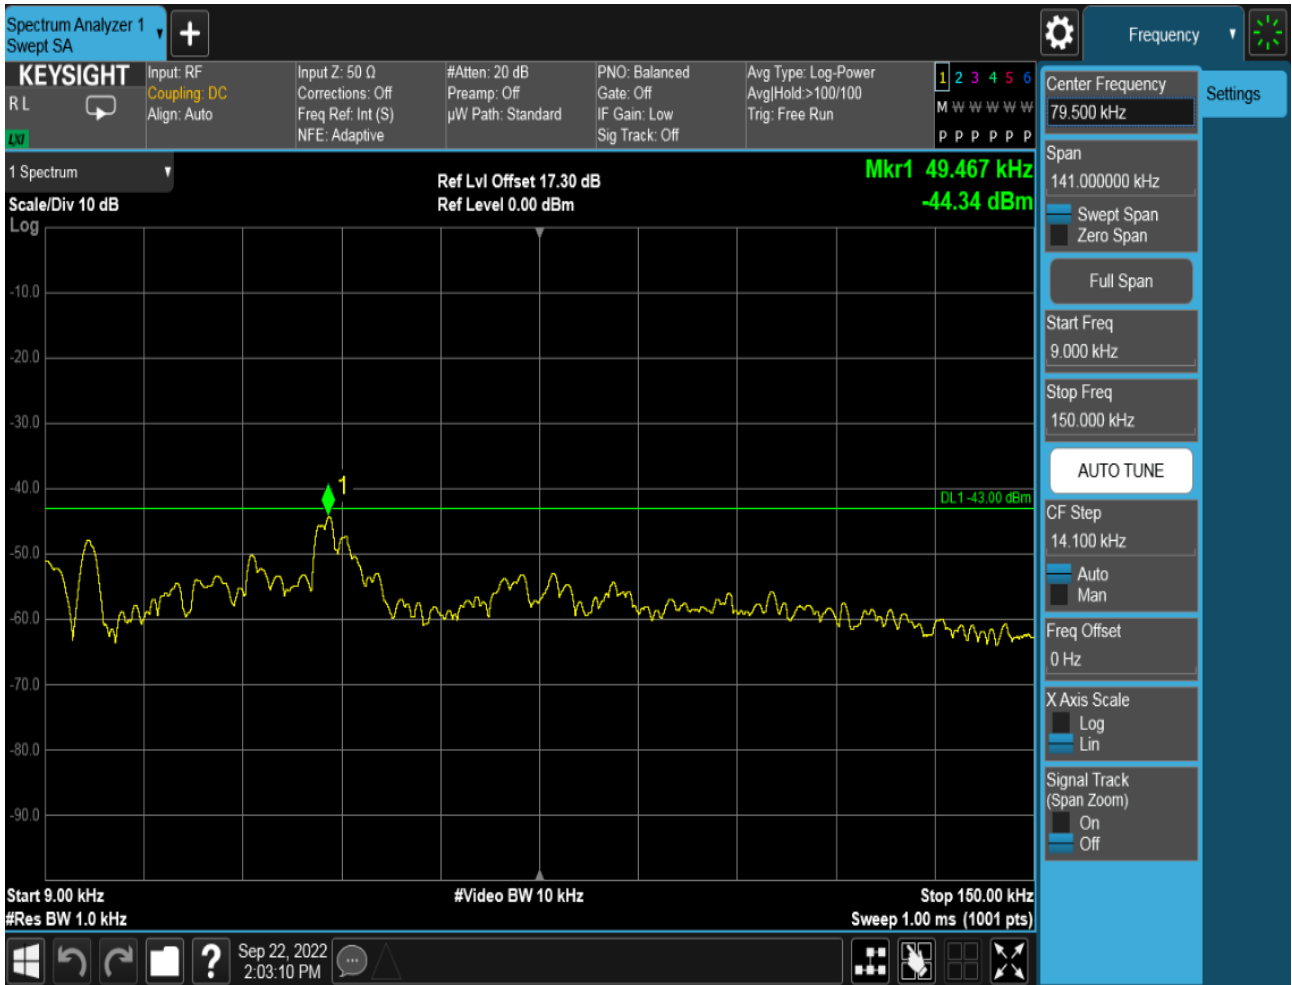 Spectrum Analyzer 1
Swept SA
+
Frequency
KEYSIGHT
R L
LXI
Input: RF
Coupling: DC
Align: Auto
Input Z: 50 Ω
Corrections: Off
Freq Ref: Int (S)
NFE: Adaptive
#Atten: 20 dB
Preamp: Off
µW Path: Standard
PNO: Balanced
Gate: Off
IF Gain: Low
Sig Track: Off
Avg Type: Log-Power
Avg|Hold:>100/100
Trig: Free Run
1 2 3 4 5 6
M W W W W W
P P P P P P
1 Spectrum
Scale/Div 10 dB
Log
Ref Lvl Offset 17.30 dB
Ref Level 0.00 dBm
Mkr1 49.467 kHz
-44.34 dBm
-10.0
-20.0
-30.0
-40.0
-50.0
-60.0
-70.0
-80.0
-90.0
1
DL1 -43.00 dBm
Start 9.00 kHz
#Res BW 1.0 kHz
#Video BW 10 kHz
Stop 150.00 kHz
Sweep 1.00 ms (1001 pts)
Center Frequency
79.500 kHz
Settings
Span
141.000000 kHz
Swept Span
Zero Span
Full Span
Start Freq
9.000 kHz
Stop Freq
150.000 kHz
AUTO TUNE
CF Step
14.100 kHz
Auto
Man
Freq Offset
0 Hz
X Axis Scale
Log
Lin
Signal Track
(Span Zoom)
On
Off
?
Sep 22, 2022
2:03:10 PM